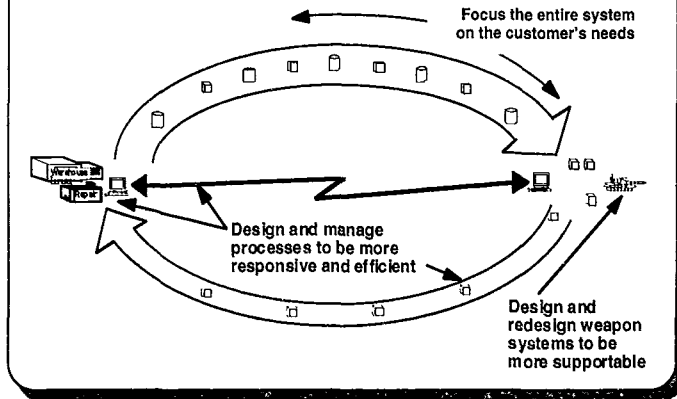 Focus the entire system
on the customer's needs
Warehouse
Repair
Design and manage
processes to be more
responsive and efficient
Design and
redesign weapon
systems to be
more supportable